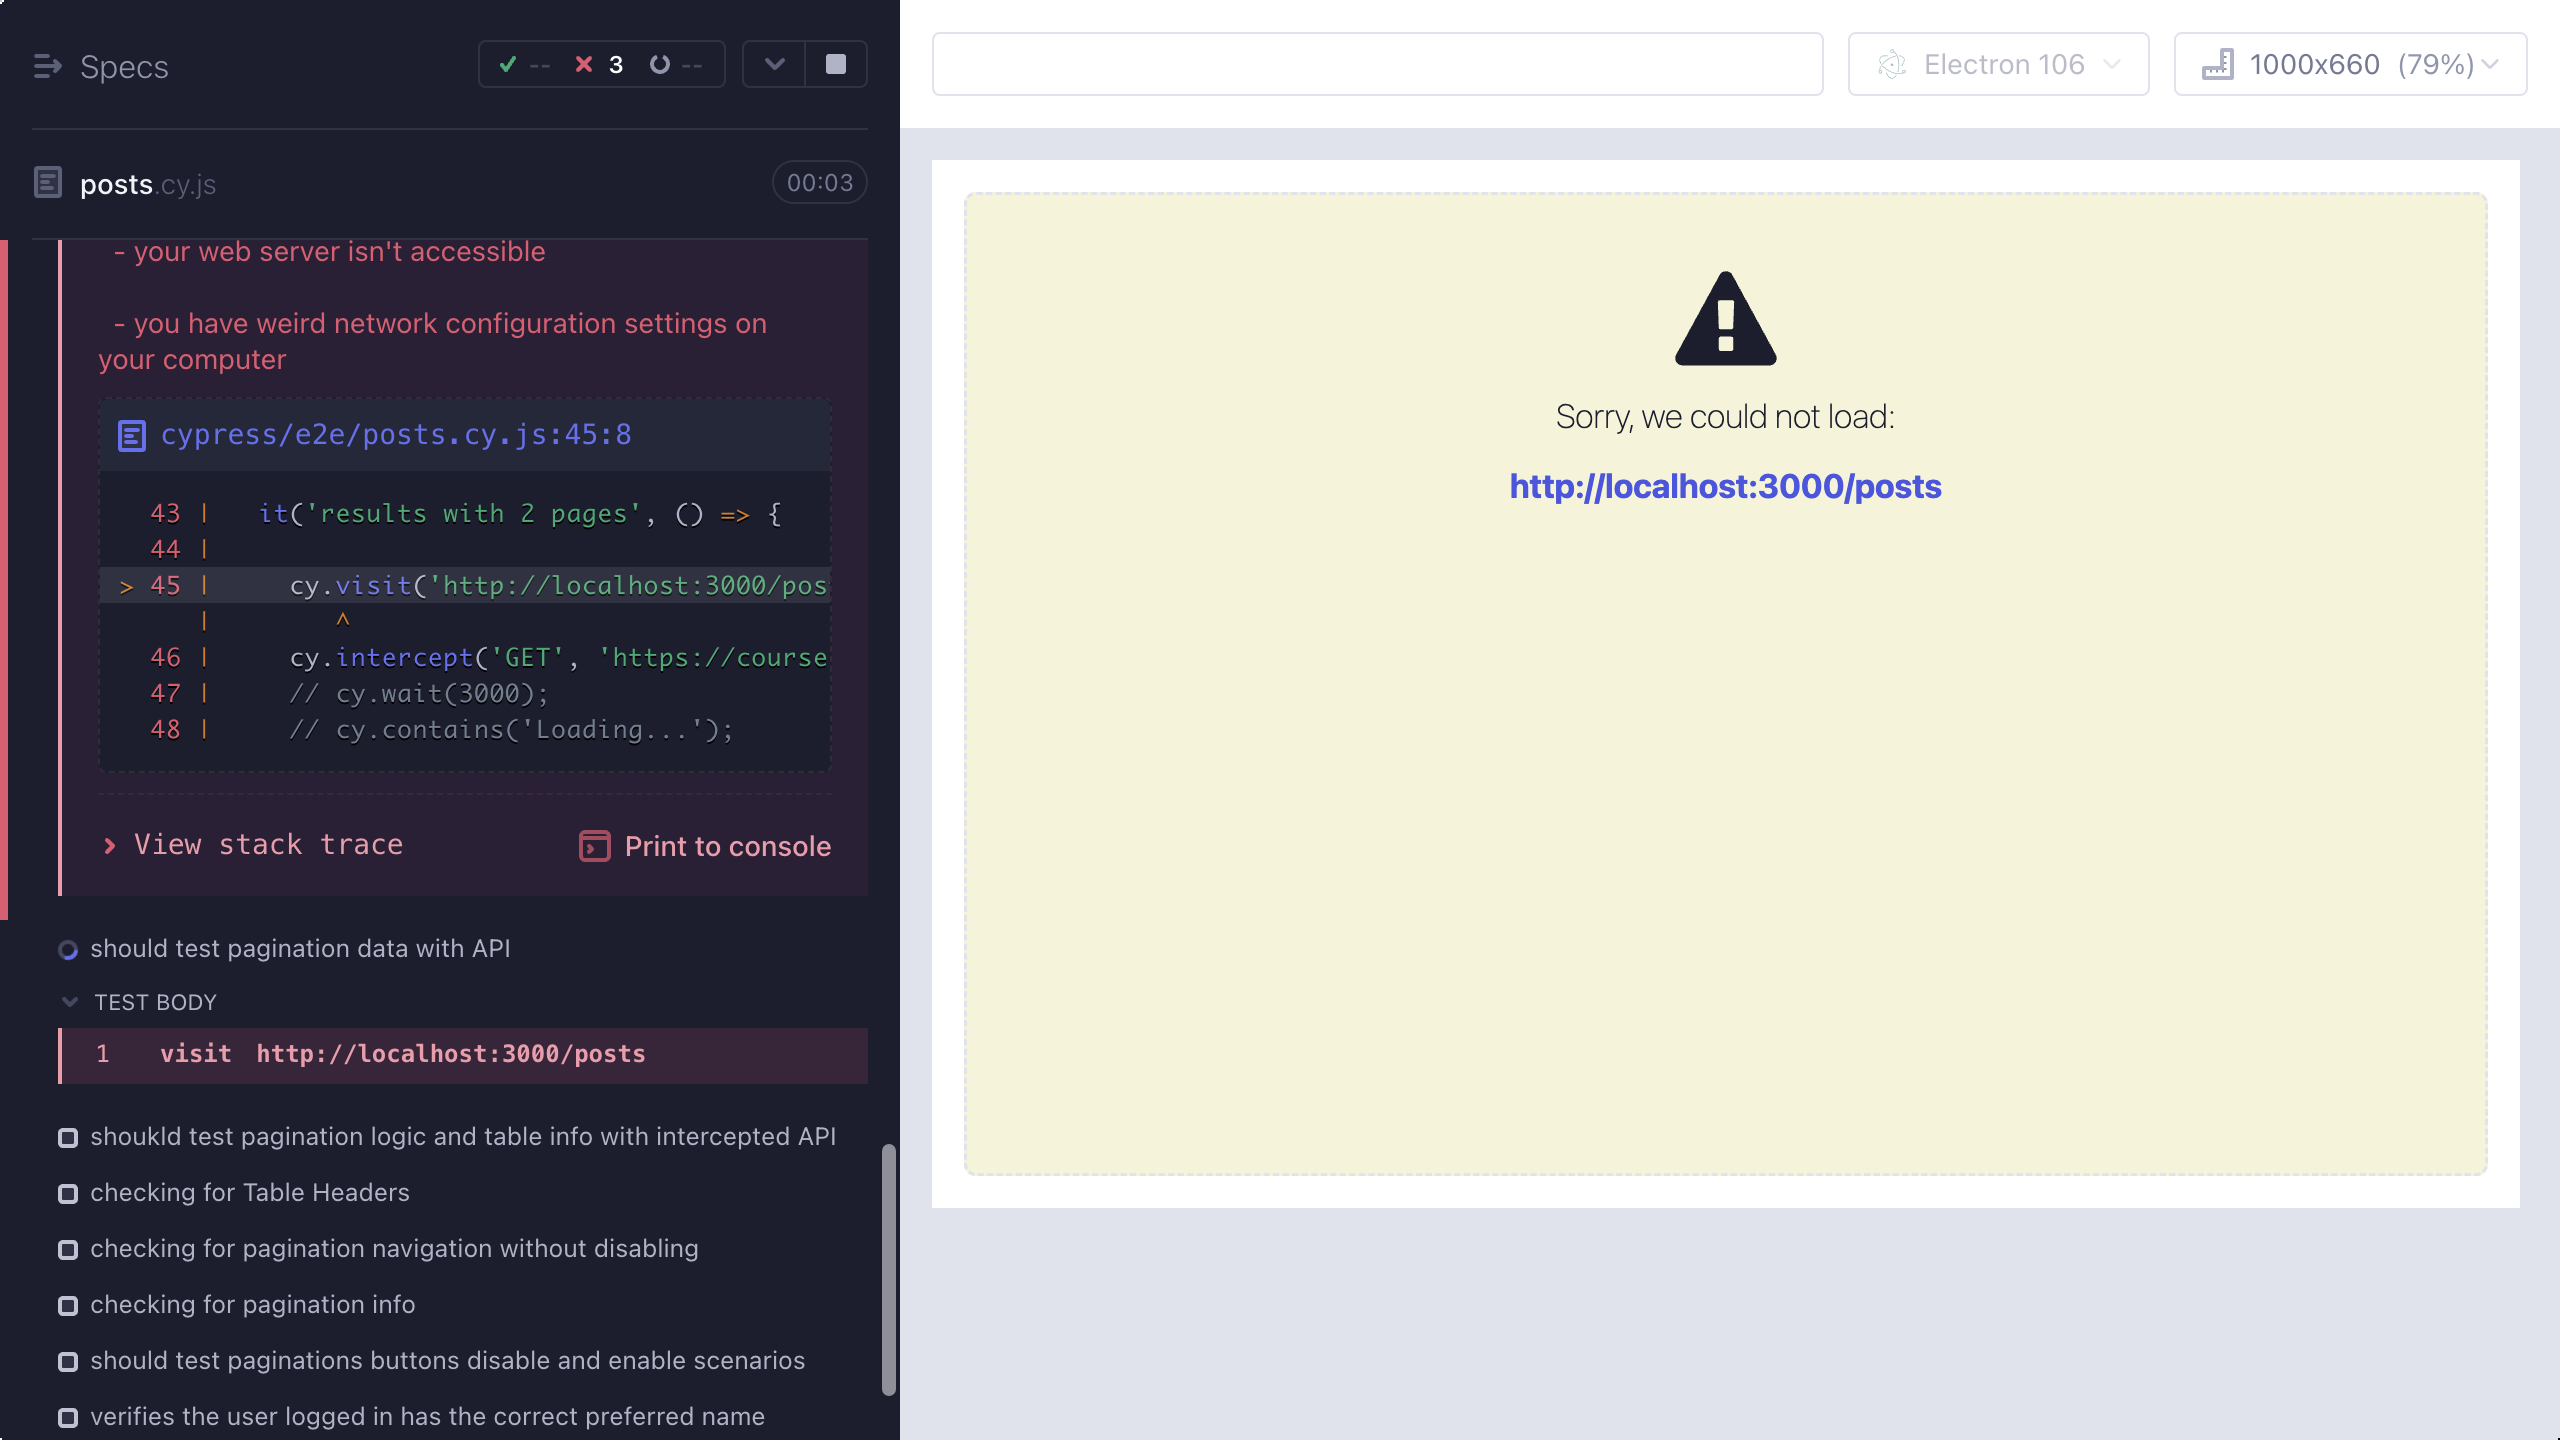 Specs
-- 3 --
posts.cy.js
00:03
- your web server isn't accessible
- you have weird network configuration settings on
your computer
cypress/e2e/posts.cy.js:45:8
43 | it('results with 2 pages', () => {
44 |
> 45 | cy.visit('http://localhost:3000/pos
| ^
46 | cy.intercept('GET', 'https://course
47 | // cy.wait(3000);
48 | // cy.contains('Loading...');
View stack trace
Print to console
should test pagination data with API
TEST BODY
1 visit http://localhost:3000/posts
shoukld test pagination logic and table info with intercepted API
checking for Table Headers
checking for pagination navigation without disabling
checking for pagination info
should test paginations buttons disable and enable scenarios
verifies the user logged in has the correct preferred name
Electron 106
1000x660 (79%)
Sorry, we could not load:
http://localhost:3000/posts